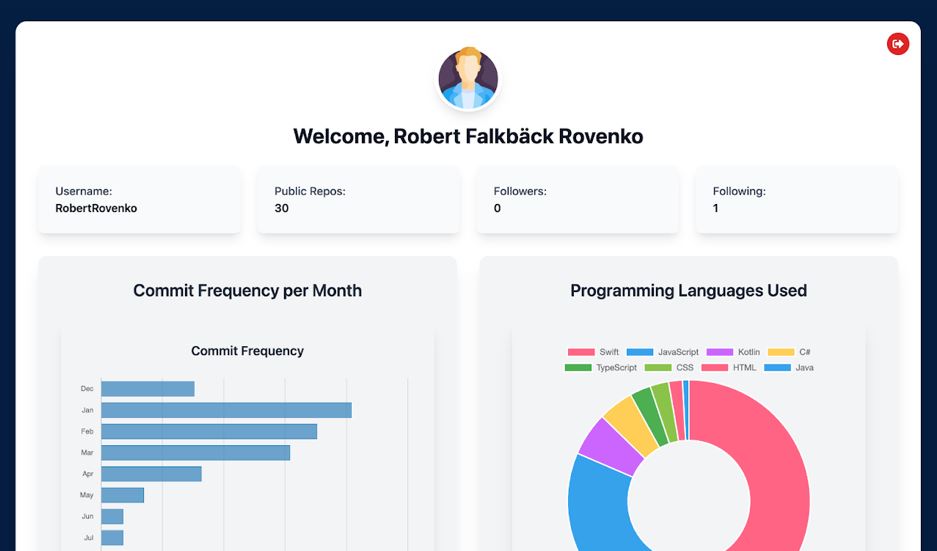 Welcome, Robert Falkbäck Rovenko
Username:
RobertRovenko
Public Repos:
30
Followers:
0
Following:
1
Commit Frequency per Month
Commit Frequency
Dec
Jan
Feb
Mar
Apr
May
Jun
Jul
Programming Languages Used
Swift JavaScript Kotlin C#
TypeScript CSS HTML Java